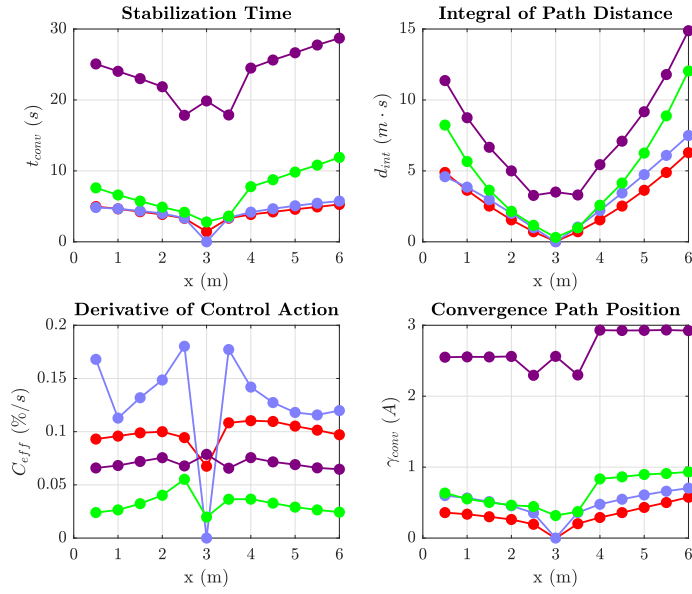 Stabilization Time
30
20
10
0
t_conv (s)
0 1 2 3 4 5 6
x (m)
Integral of Path Distance
15
10
5
0
d_int (m · s)
0 1 2 3 4 5 6
x (m)
Derivative of Control Action
0.2
0.15
0.1
0.05
0
C_eff (%/s)
0 1 2 3 4 5 6
x (m)
Convergence Path Position
3
2
1
0
γ_conv (A)
0 1 2 3 4 5 6
x (m)